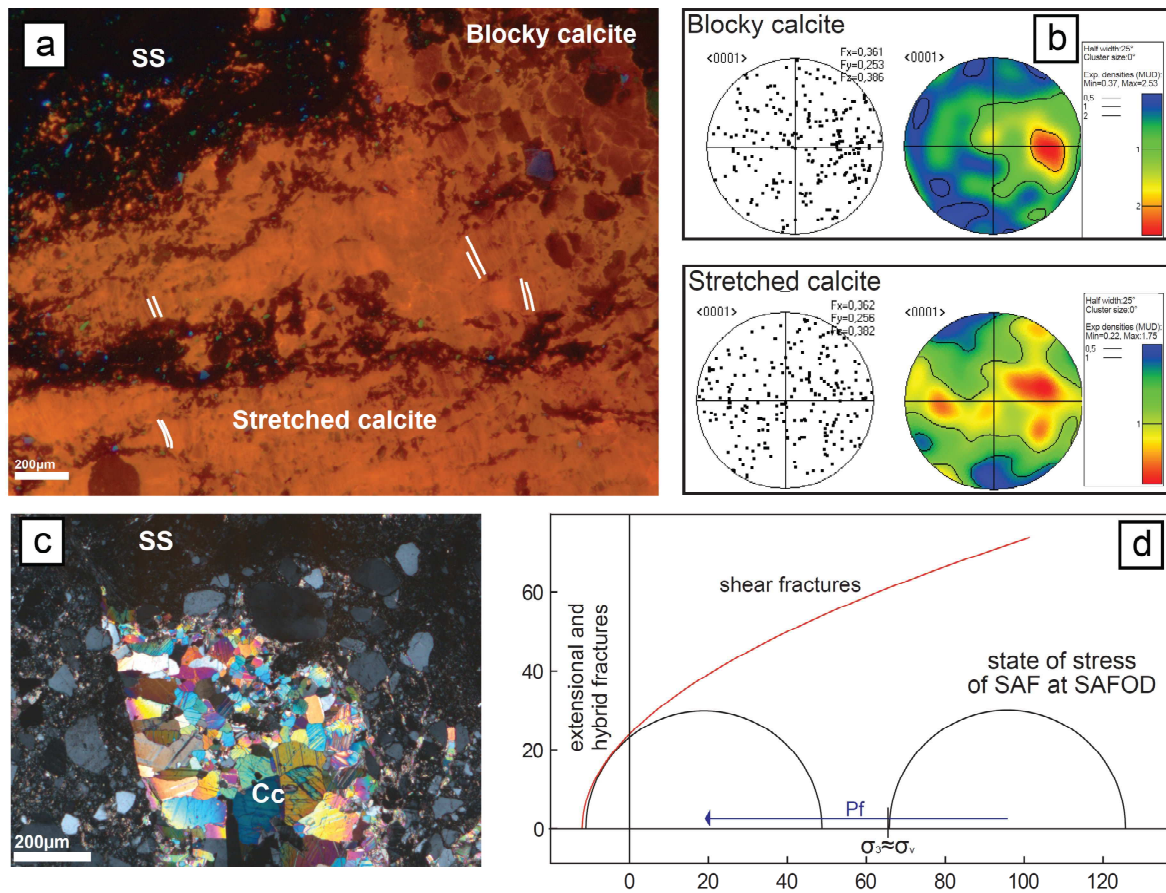 a
SS
Blocky calcite
Stretched calcite
200µm
b
Blocky calcite
<0001>
Fx=0,361
Fy=0,253
Fz=0,386
<0001>
Half width:25°
Cluster size:0°
Exp. densities (MUD):
Min=0.37, Max=2.53
0,5
1
2
1
2
Stretched calcite
<0001>
Fx=0,362
Fy=0,256
Fz=0,382
<0001>
Half width:25°
Cluster size:0°
Exp densities (MUD):
Min=0.22, Max:1.75
0,5
1
1
c
SS
Cc
200µm
d
60
40
20
0
extensional and
hybrid fractures
shear fractures
state of stress
of SAF at SAFOD
Pf
σ₃≈σᵥ
0 20 40 60 80 100 120